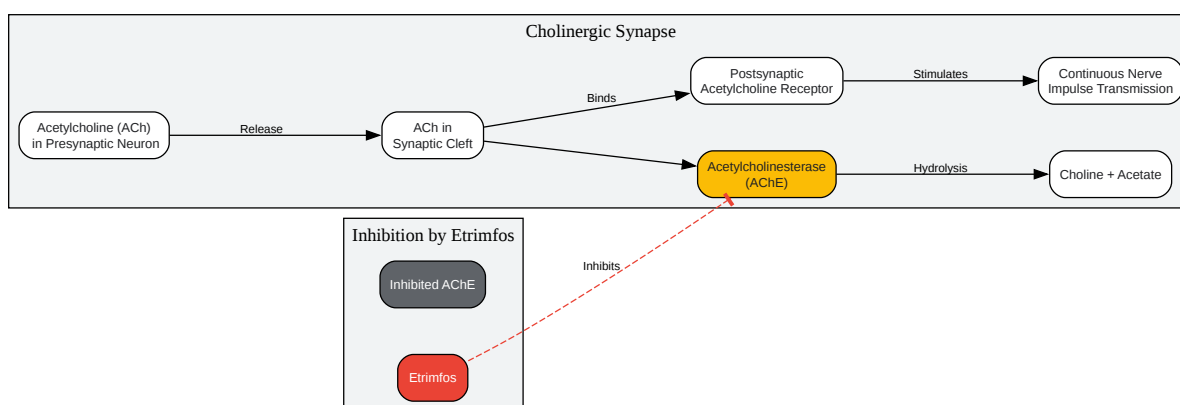 Cholinergic Synapse
Postsynaptic
Acetylcholine Receptor
Stimulates
Continuous Nerve
Impulse Transmission
Binds
Acetylcholine (ACh)
in Presynaptic Neuron
Release
ACh in
Synaptic Cleft
Acetylcholinesterase
(AChE)
Hydrolysis
Choline + Acetate
Inhibition by Etrimfos
Inhibited AChE
Inhibits
Etrimfos